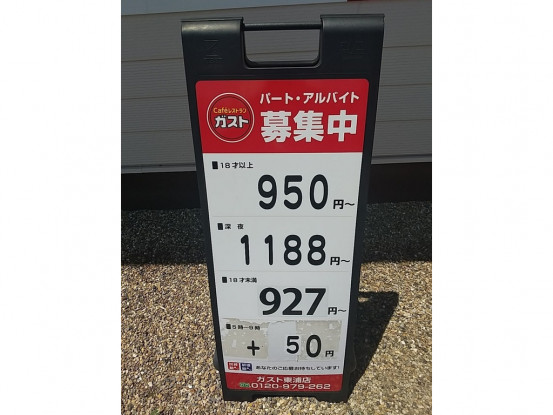 Caféレストラン
ガスト
パート・アルバイト
募集中
■18才以上
950円～
■深 夜
1188円～
■18才未満
927円～
■5時〜8時
+ 50円
あなたのご応募お待ちしています!
ガスト東浦店
0120-979-262